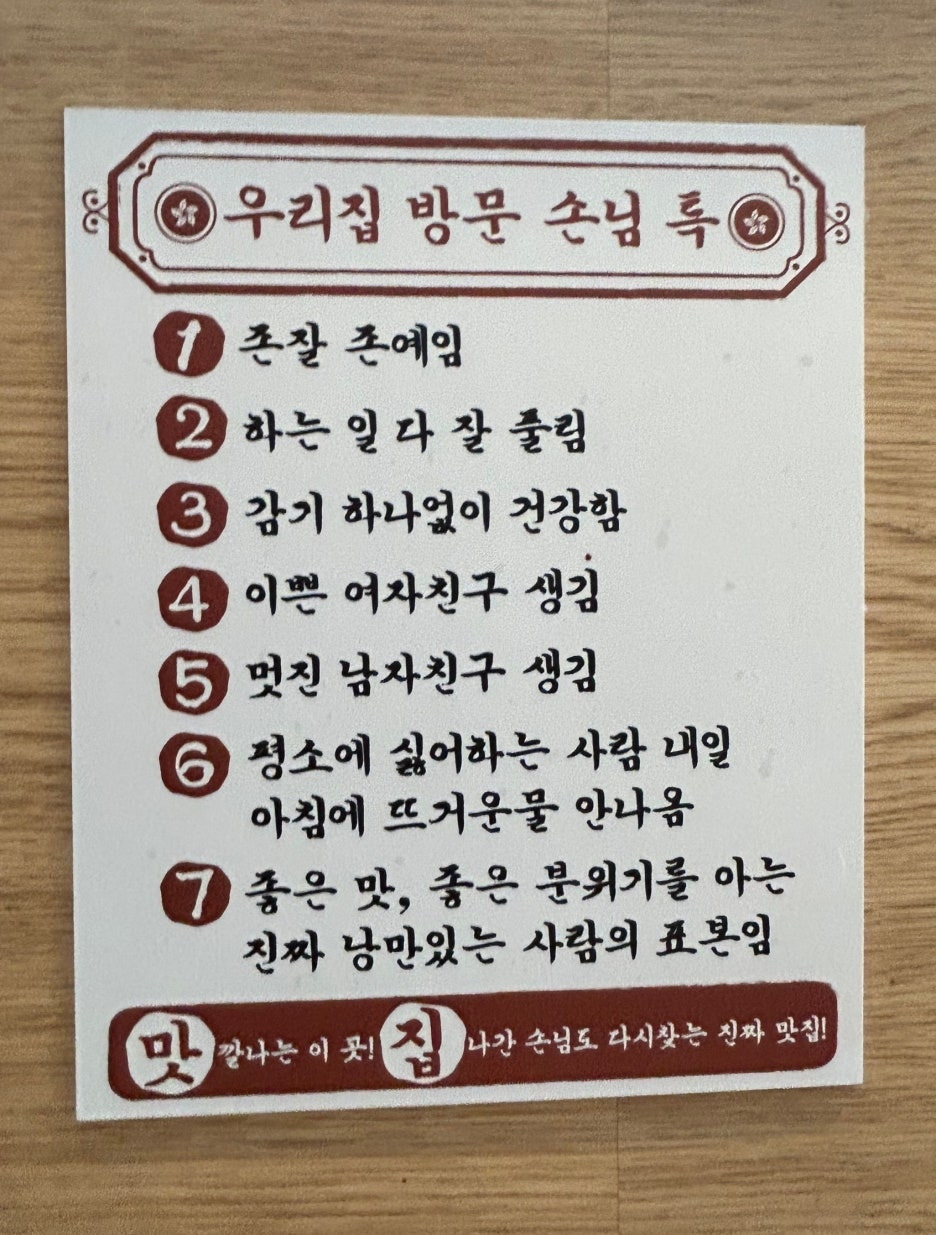 우리집 방문 손님 특
1 존잘 존예임
2 하는 일 다 잘 풀림
3 감기 하나없이 건강함
4 이쁜 여자친구 생김
5 멋진 남자친구 생김
6 평소에 싫어하는 사람 내일
아침에 뜨거운물 안나옴
7 좋은 맛, 좋은 분위기를 아는
진짜 낭만있는 사람의 표본임
맛깔나는 이 곳! 집나간 손님도 다시찾는 진짜 맛집!